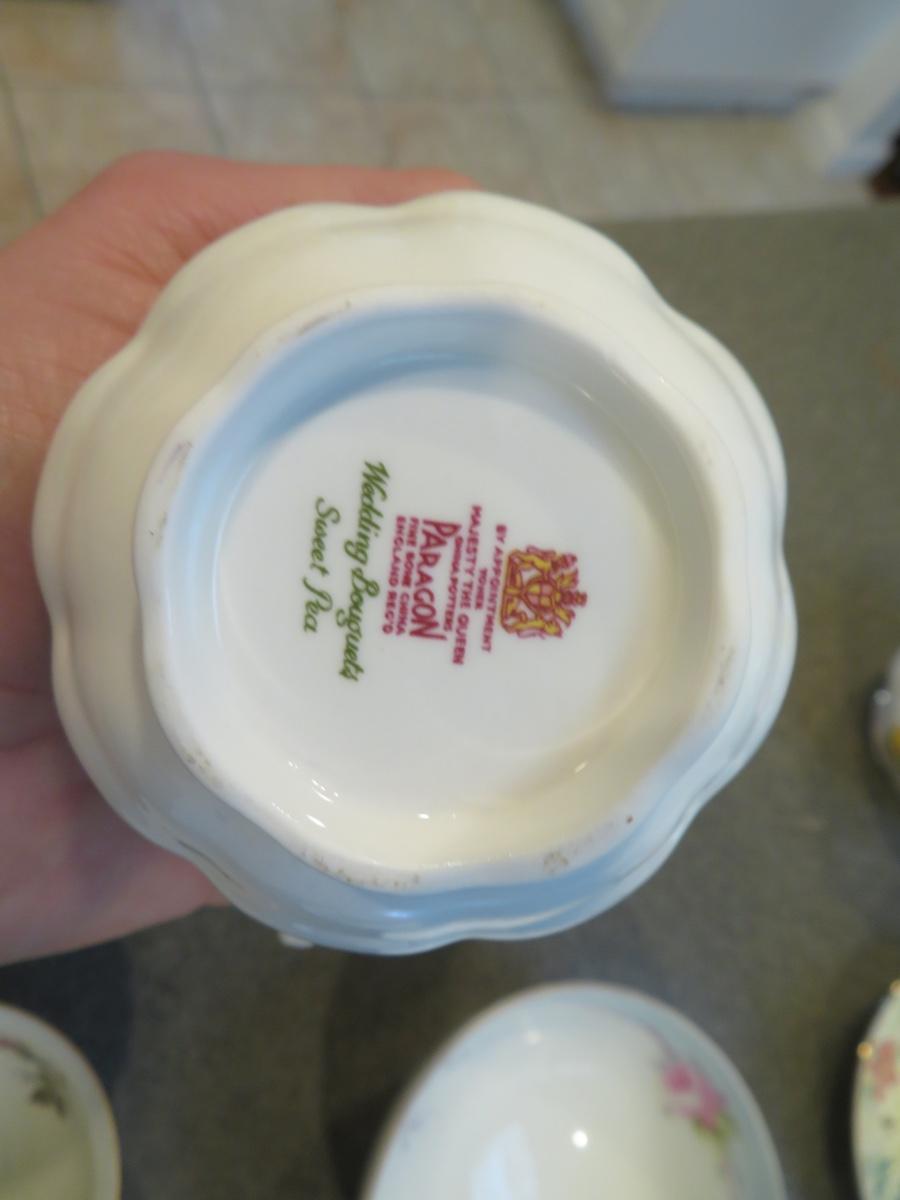 BY APPOINTMENT
TO HER
MAJESTY THE QUEEN
CHINA POTTERS
PARAGON
FINE BONE CHINA
ENGLAND REG'D
Wedding Bouquets
Sweet Pea